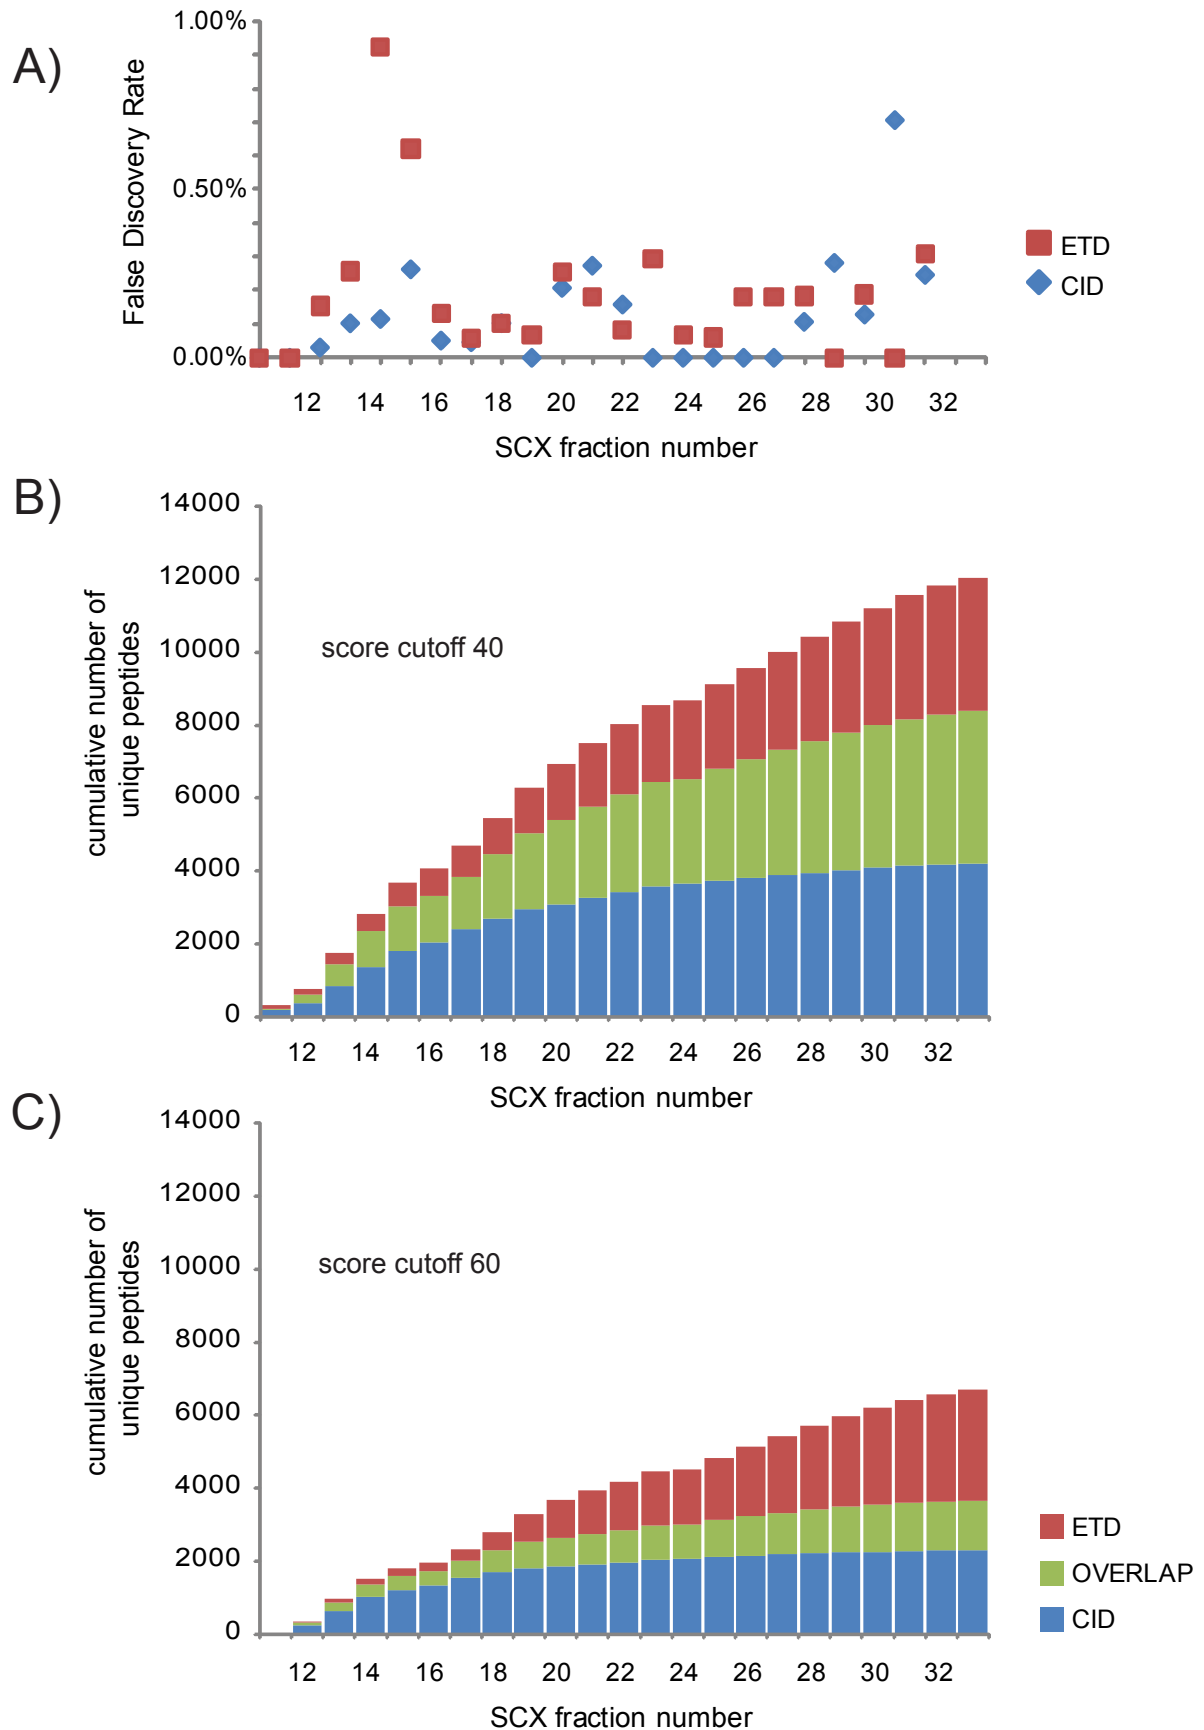 A)
1.00%
0.50%
0.00%
False Discovery Rate
12 14 16 18 20 22 24 26 28 30 32
SCX fraction number
ETD
CID
B)
14000
12000
10000
8000
6000
4000
2000
0
cumulative number of
unique peptides
score cutoff 40
12 14 16 18 20 22 24 26 28 30 32
SCX fraction number
C)
14000
12000
10000
8000
6000
4000
2000
0
cumulative number of
unique peptides
score cutoff 60
12 14 16 18 20 22 24 26 28 30 32
SCX fraction number
ETD
OVERLAP
CID